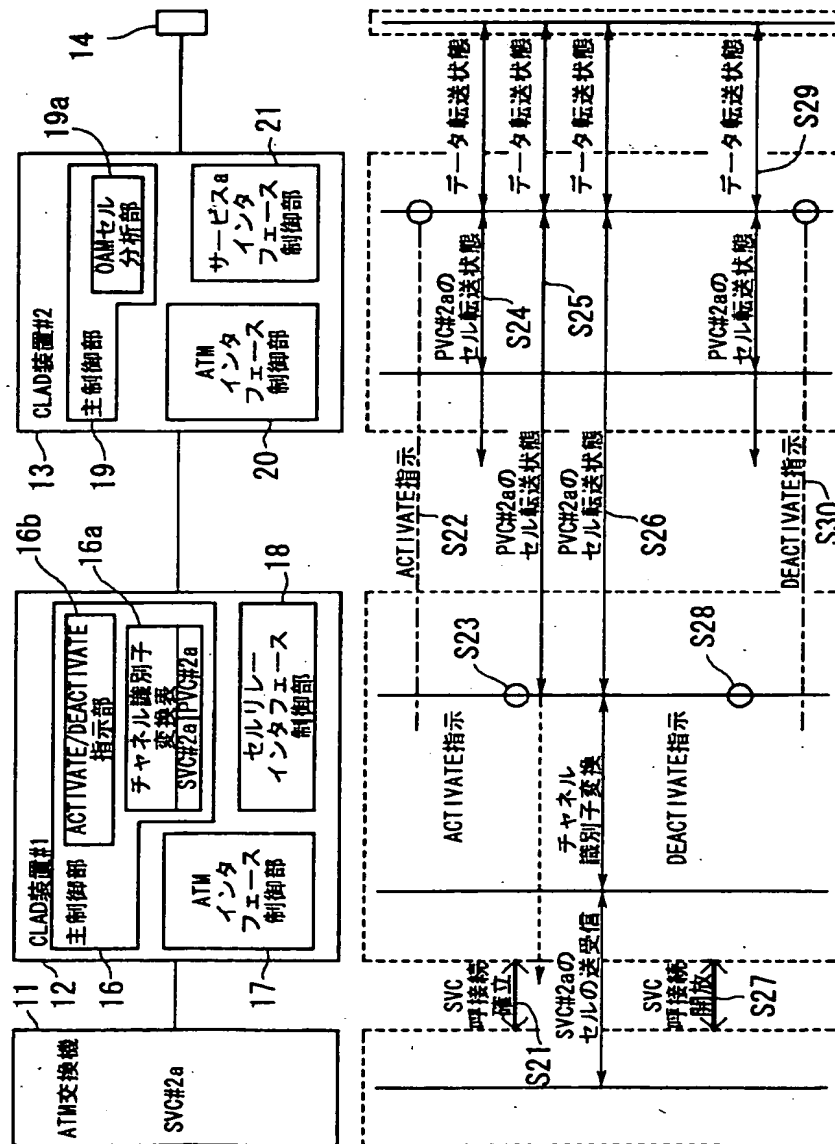 11
ATM交換機
SVC#2a
12
CLAD装置#1
16
主制御部
16b
ACTIVATE/DEACTIVATE
指示部
16a
チャネル識別子
変換表
SVC#2a
PVC#2a
17
ATM
インタ
フェース
制御部
18
セルリレー
インタフェース
制御部
13
CLAD装置#2
19
主制御部
19a
OAMセル
分析部
20
ATM
インタ
フェース
制御部
21
サービスa
インタ
フェース
制御部
14
ACTIVATE指示
S22
PVC#2aの
セル転送状態
S24
データ転送状態
SVC
呼接続
確立
S21
ACTIVATE指示
S23
PVC#2aの
セル転送状態
S25
データ転送状態
SVC#2aの
セルの送受信
チャネル
識別子変換
PVC#2aの
セル転送状態
S26
データ転送状態
SVC
呼接続
開放
S27
DEACTIVATE指示
S28
PVC#2aの
セル転送状態
データ転送状態
S29
DEACTIVATE指示
S30